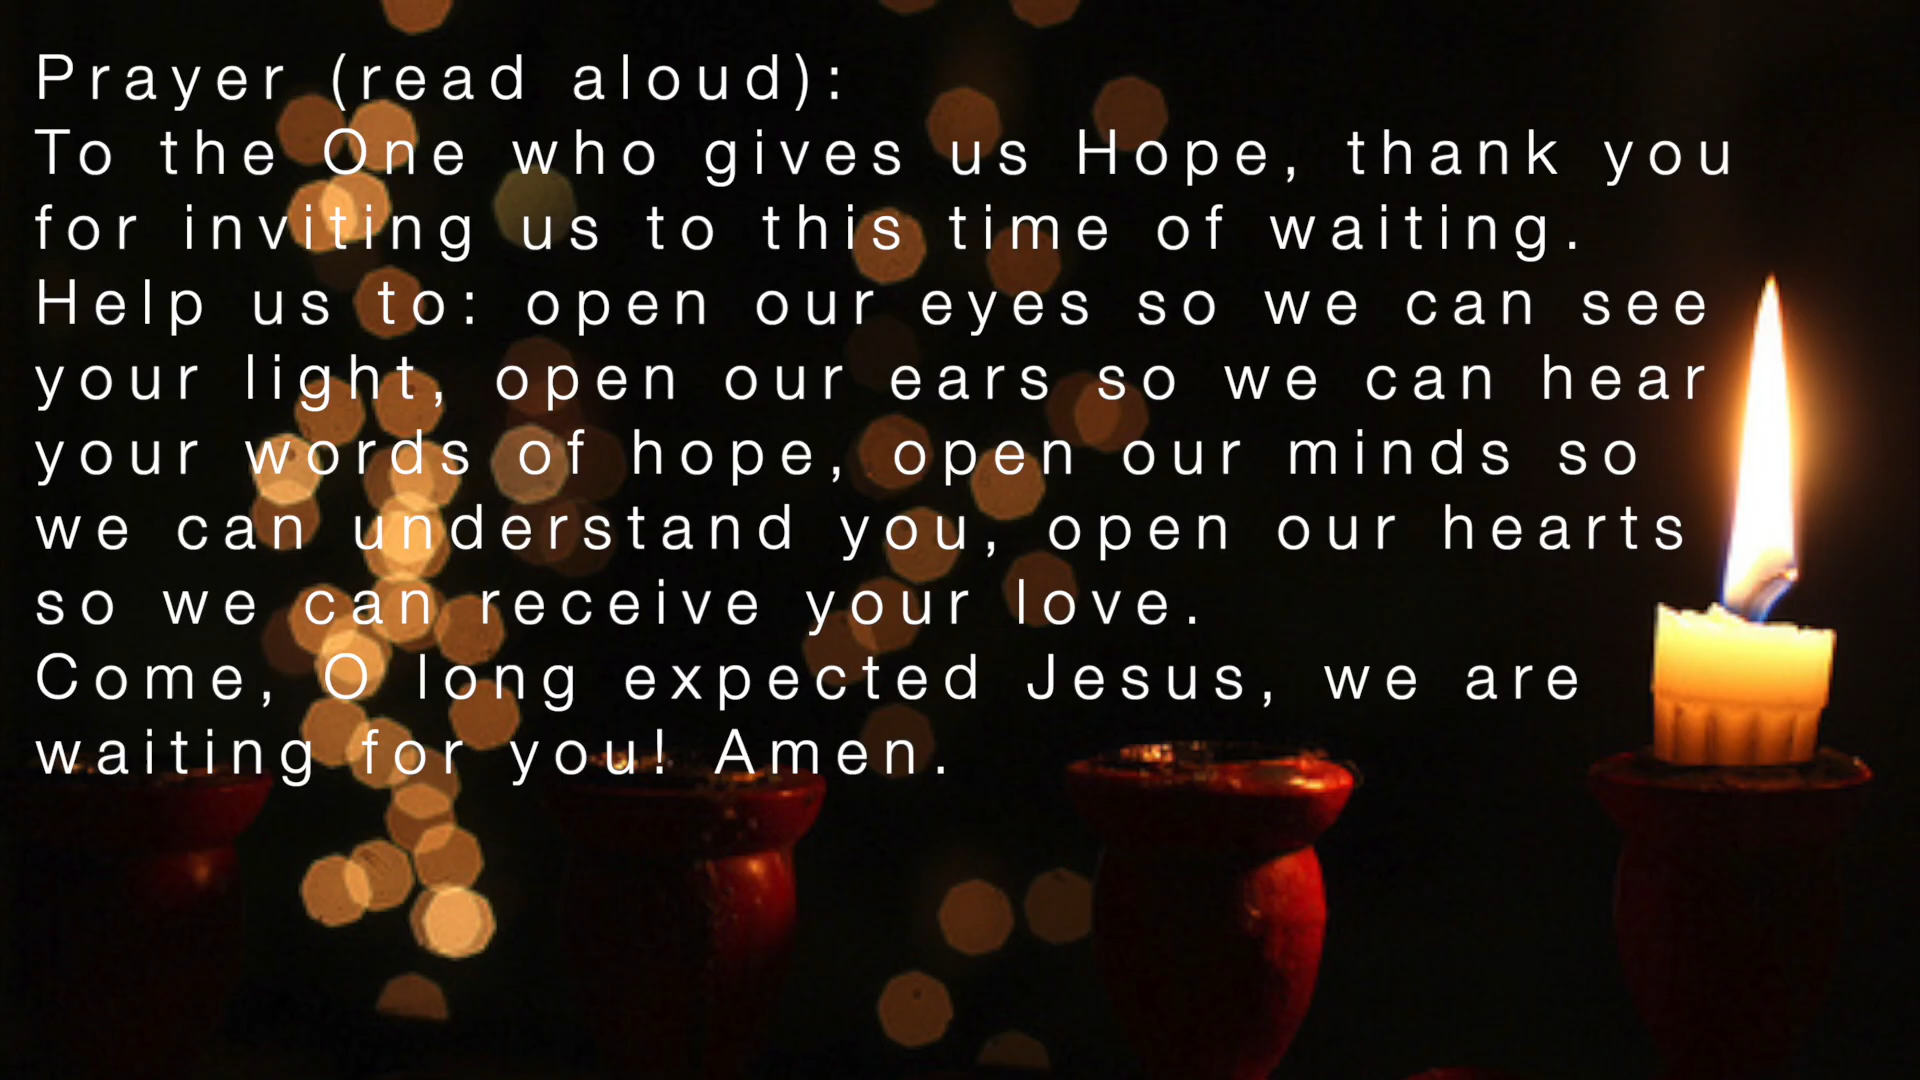 Prayer (read aloud):
To the One who gives us Hope, thank you
for inviting us to this time of waiting.
Help us to: open our eyes so we can see
your light, open our ears so we can hear
your words of hope, open our minds so
we can understand you, open our hearts
so we can receive your love.
Come, O long expected Jesus, we are
waiting for you! Amen.